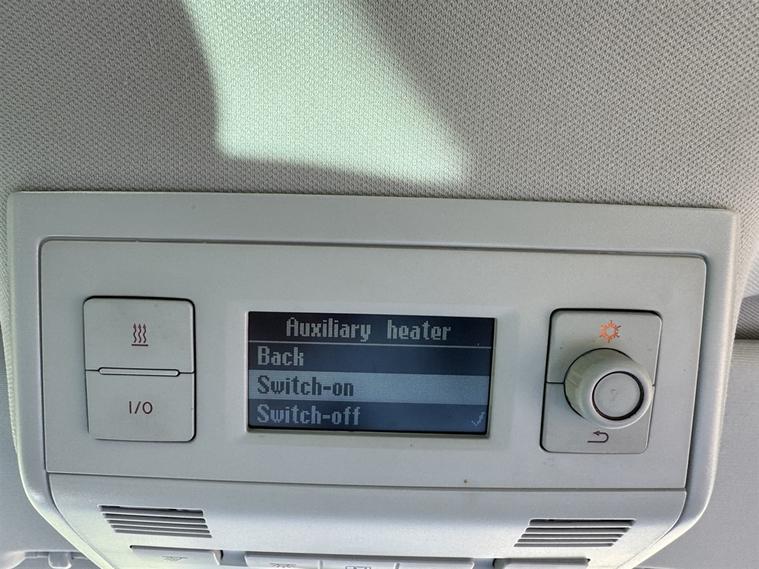 Auxiliary heater
Back
Switch-on
Switch-off
I/O